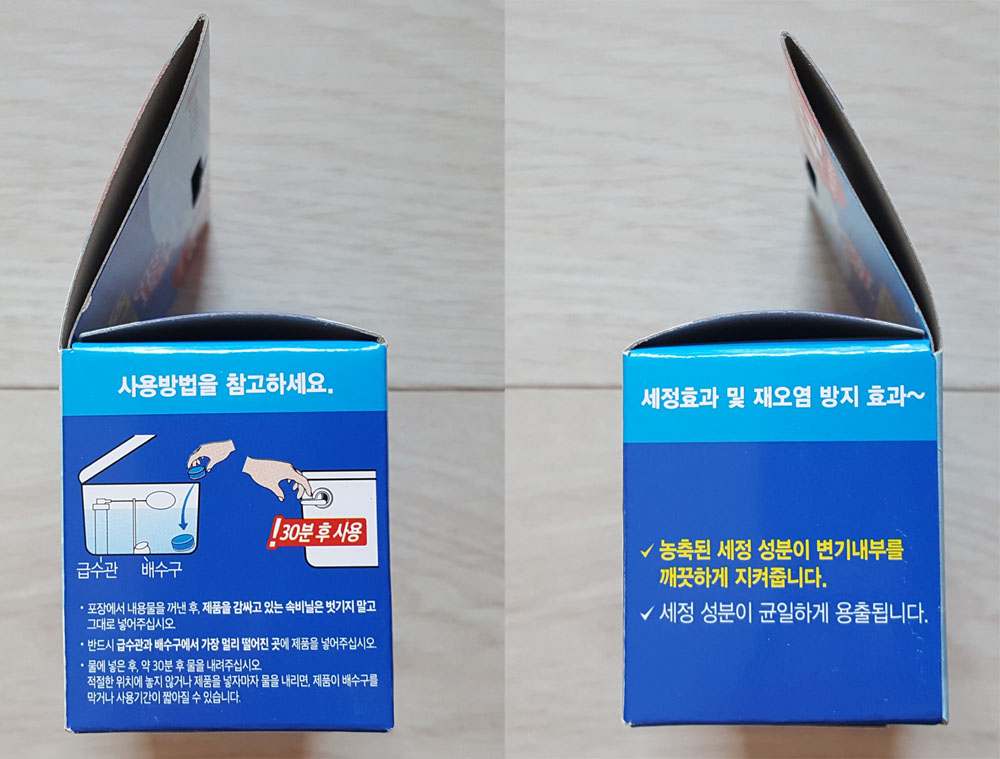 사용방법을 참고하세요.
!30분 후 사용
급수관 배수구
• 포장에서 내용물을 꺼낸 후, 제품을 감싸고 있는 속비닐은 벗기지 말고
그대로 넣어주십시오.
• 반드시 급수관과 배수구에서 가장 멀리 떨어진 곳에 제품을 넣어주십시오.
• 물에 넣은 후, 약 30분 후 물을 내려주십시오.
적절한 위치에 놓지 않거나 제품을 넣자마자 물을 내리면, 제품이 배수구를
막거나 사용기간이 짧아질 수 있습니다.
세정효과 및 재오염 방지 효과~
✓ 농축된 세정 성분이 변기내부를
깨끗하게 지켜줍니다.
✓ 세정 성분이 균일하게 용출됩니다.